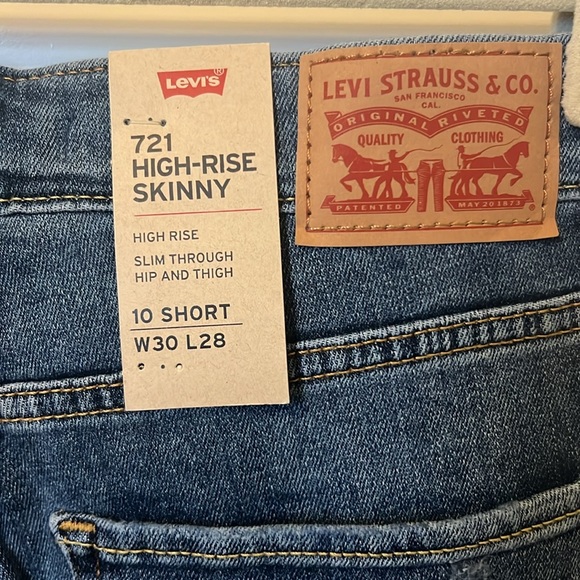 Levi's®
721
HIGH-RISE
SKINNY
HIGH RISE
SLIM THROUGH
HIP AND THIGH
10 SHORT
W30 L28
LEVI STRAUSS & CO.
SAN FRANCISCO
CAL.
ORIGINAL RIVETED
QUALITY CLOTHING
PATENTED MAY 20 1873